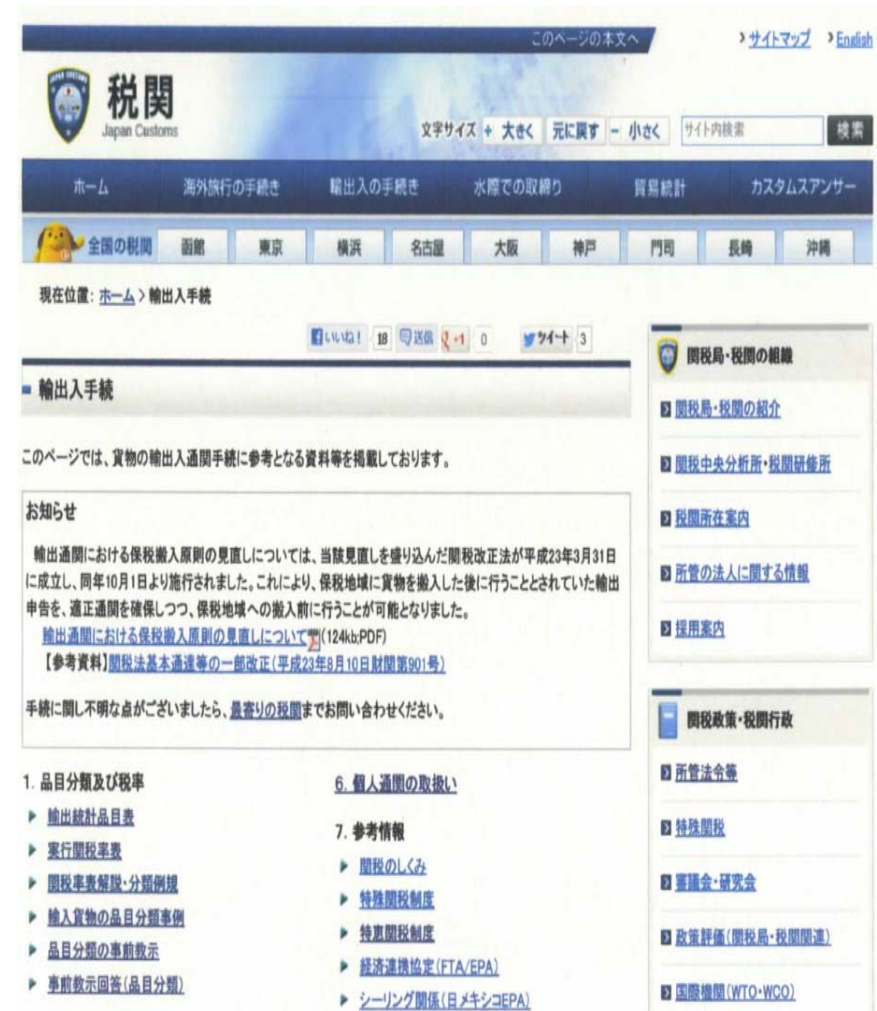 このページの本文へ
サイトマップ
English
税関
Japan Customs
文字サイズ + 大きく 元に戻す - 小さく サイト内検索 検索
ホーム 海外旅行の手続き 輸出入の手続き 水際での取締り 貿易統計 カスタムスアンサー
全国の税関 函館 東京 横浜 名古屋 大阪 神戸 門司 長崎 沖縄
現在位置: ホーム > 輸出入手続
いいね! 18 送信 +1 0 ツイート 3
輸出入手続
このページでは、貨物の輸出入通関手続に参考となる資料等を掲載しております。
お知らせ
輸出通関における保税搬入原則の見直しについては、当該見直しを盛り込んだ関税改正法が平成23年3月31日
に成立し、同年10月1日より施行されました。これにより、保税地域に貨物を搬入した後に行うこととされていた輸出
申告を、適正通関を確保しつつ、保税地域への搬入前に行うことが可能となりました。
輸出通関における保税搬入原則の見直しについて(124kb:PDF)
【参考資料】関税法基本通達等の一部改正(平成23年8月10日財関第901号)
手続に関し不明な点がございましたら、最寄りの税関までお問い合わせください。
1. 品目分類及び税率
輸出統計品目表
実行関税率表
関税率表解説・分類例規
輸入貨物の品目分類事例
品目分類の事前教示
事前教示回答(品目分類)
6. 個人通関の取扱い
7. 参考情報
関税のしくみ
特殊関税制度
特恵関税制度
経済連携協定(FTA/EPA)
シーリング関係(日メキシコEPA)
関税局・税関の組織
関税局・税関の紹介
関税中央分析所・税関研修所
税関所在案内
所管の法人に関する情報
採用案内
関税政策・税関行政
所管法令等
特殊関税
審議会・研究会
政策評価(関税局・税関関連)
国際機関(WTO・WCO)